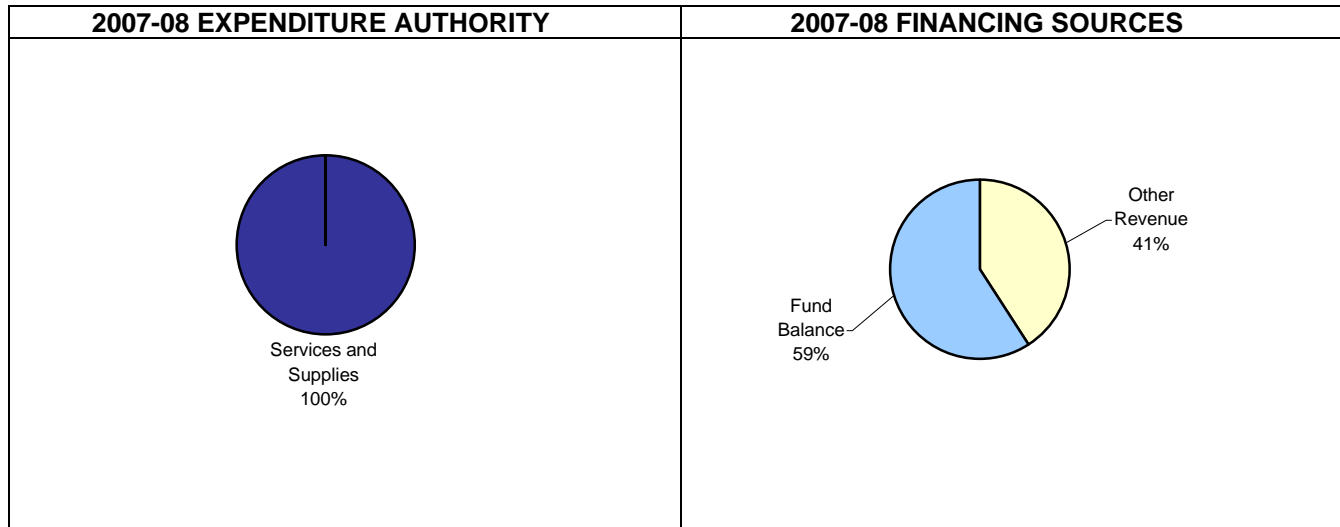 2007-08 EXPENDITURE AUTHORITY
Services and
Supplies
100%
2007-08 FINANCING SOURCES
Other
Revenue
41%
Fund
Balance
59%